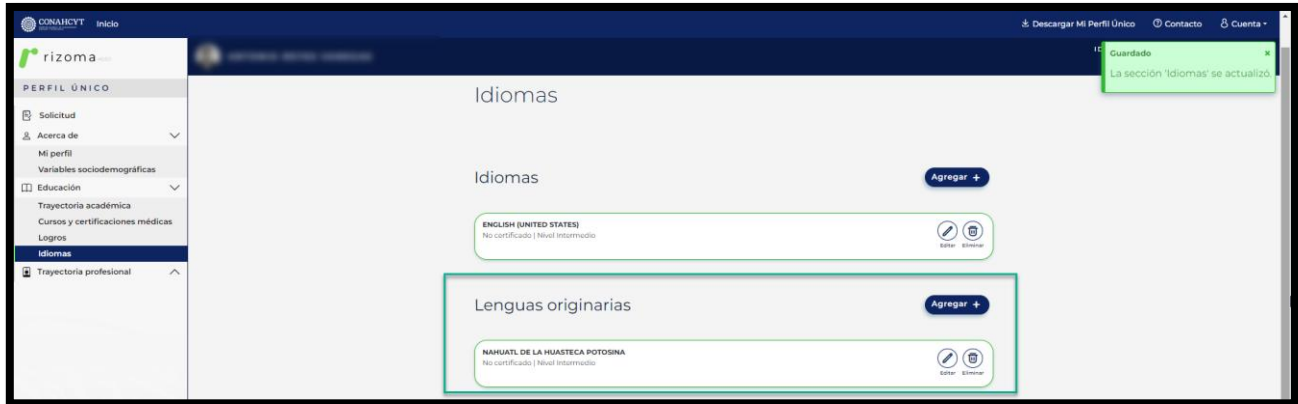 CONAHCYT Inicio
Descargar Mi Perfil Único Contacto Cuenta
rizoma
Guardado ×
La sección 'Idiomas' se actualizó.
PERFIL ÚNICO
Solicitud
Acerca de
Mi perfil
Variables sociodemográficas
Educación
Trayectoria académica
Cursos y certificaciones médicas
Logros
Idiomas
Trayectoria profesional
Idiomas
Idiomas
Agregar +
ENGLISH (UNITED STATES)
No certificado | Nivel Intermedio
Editar Eliminar
Lenguas originarias
Agregar +
NAHUATL DE LA HUASTECA POTOSINA
No certificado | Nivel Intermedio
Editar Eliminar